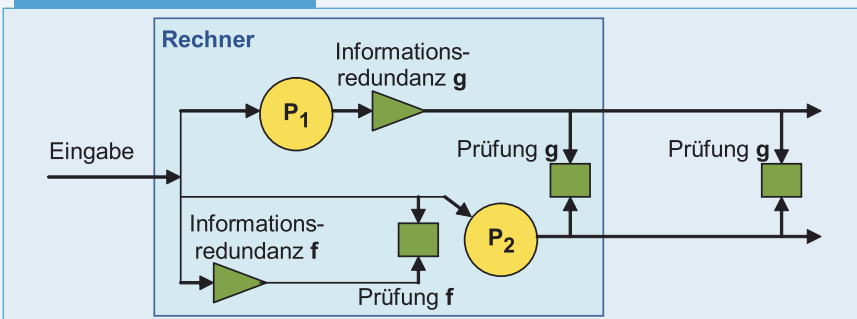 Rechner
Informations-
redundanz g
P1
Eingabe
Prüfung g
Prüfung g
Informations-
redundanz f
P2
Prüfung f